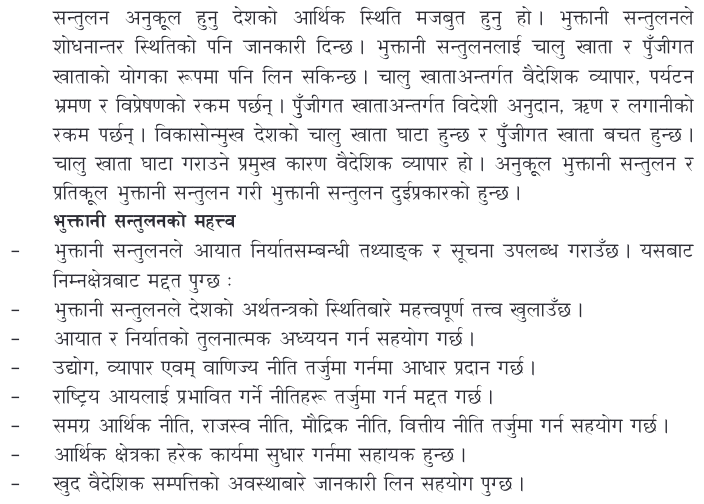 सन्तुलन अनुकूल हुनु देशको आर्थिक स्थिति मजबुत हुनु हो। भुक्तानी सन्तुलनले
शोधनान्तर स्थितिको पनि जानकारी दिन्छ। भुक्तानी सन्तुलनलाई चालु खाता र पुँजीगत
खाताको योगका रूपमा पनि लिन सकिन्छ। चालु खाताअन्तर्गत वैदेशिक व्यापार, पर्यटन
भ्रमण र विप्रेषणको रकम पर्छन्। पुँजीगत खाताअन्तर्गत विदेशी अनुदान, ऋण र लगानीको
रकम पर्छन्। विकासोन्मुख देशको चालु खाता घाटा हुन्छ र पुँजीगत खाता बचत हुन्छ।
चालु खाता घाटा गराउने प्रमुख कारण वैदेशिक व्यापार हो। अनुकूल भुक्तानी सन्तुलन र
प्रतिकूल भुक्तानी सन्तुलन गरी भुक्तानी सन्तुलन दुईप्रकारको हुन्छ।
भुक्तानी सन्तुलनको महत्त्व
- भुक्तानी सन्तुलनले आयात निर्यातसम्बन्धी तथ्याङ्क र सूचना उपलब्ध गराउँछ। यसबाट
निम्नक्षेत्रबाट मद्दत पुग्छ :
- भुक्तानी सन्तुलनले देशको अर्थतन्त्रको स्थितिबारे महत्त्वपूर्ण तत्त्व खुलाउँछ।
- आयात र निर्यातको तुलनात्मक अध्ययन गर्न सहयोग गर्छ।
- उद्योग, व्यापार एवम् वाणिज्य नीति तर्जुमा गर्नमा आधार प्रदान गर्छ।
- राष्ट्रिय आयलाई प्रभावित गर्ने नीतिहरू तर्जुमा गर्न मद्दत गर्छ।
- समग्र आर्थिक नीति, राजस्व नीति, मौद्रिक नीति, वित्तीय नीति तर्जुमा गर्न सहयोग गर्छ।
- आर्थिक क्षेत्रका हरेक कार्यमा सुधार गर्नमा सहायक हुन्छ।
- खुद वैदेशिक सम्पत्तिको अवस्थाबारे जानकारी लिन सहयोग पुग्छ।